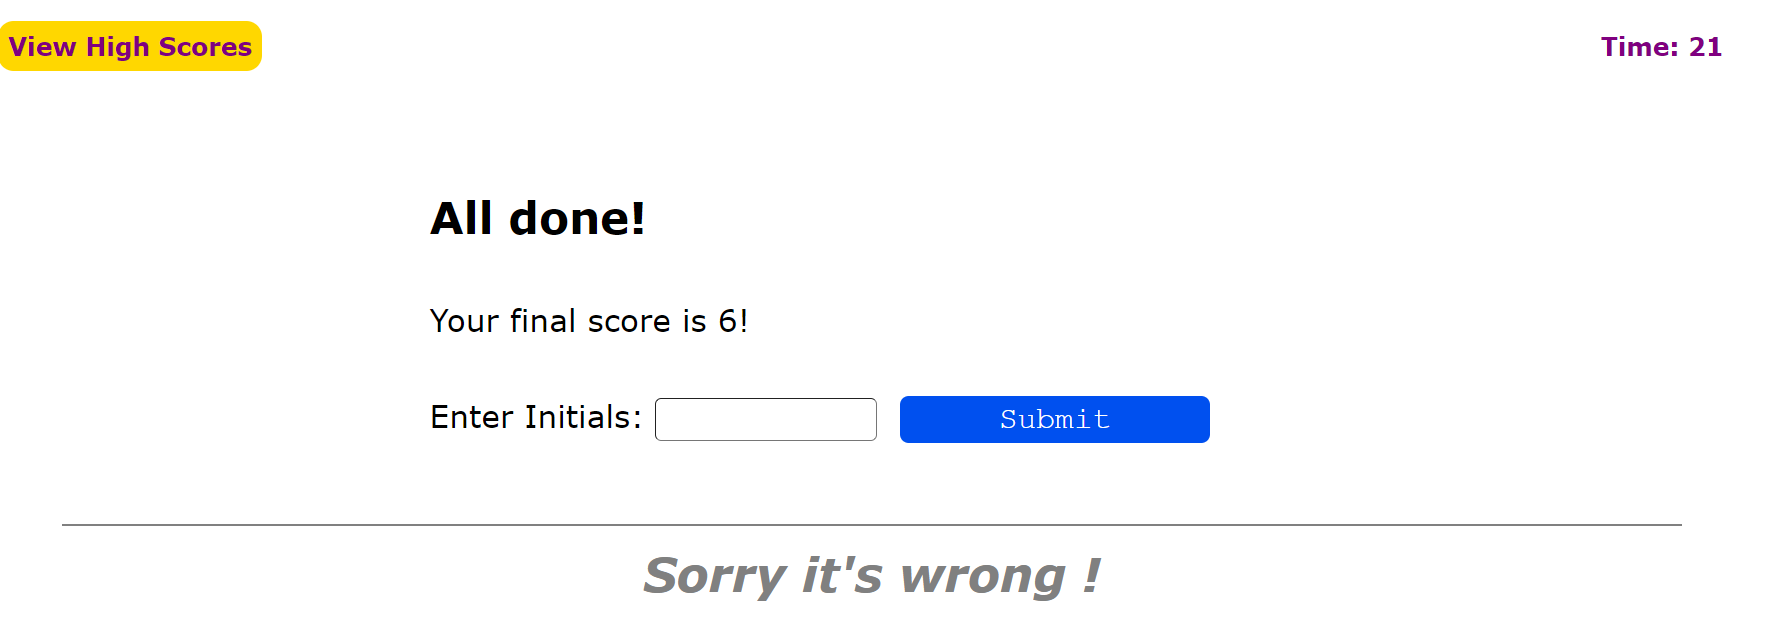 View High Scores
Time: 21
All done!
Your final score is 6!
Enter Initials:
Submit
Sorry it's wrong !